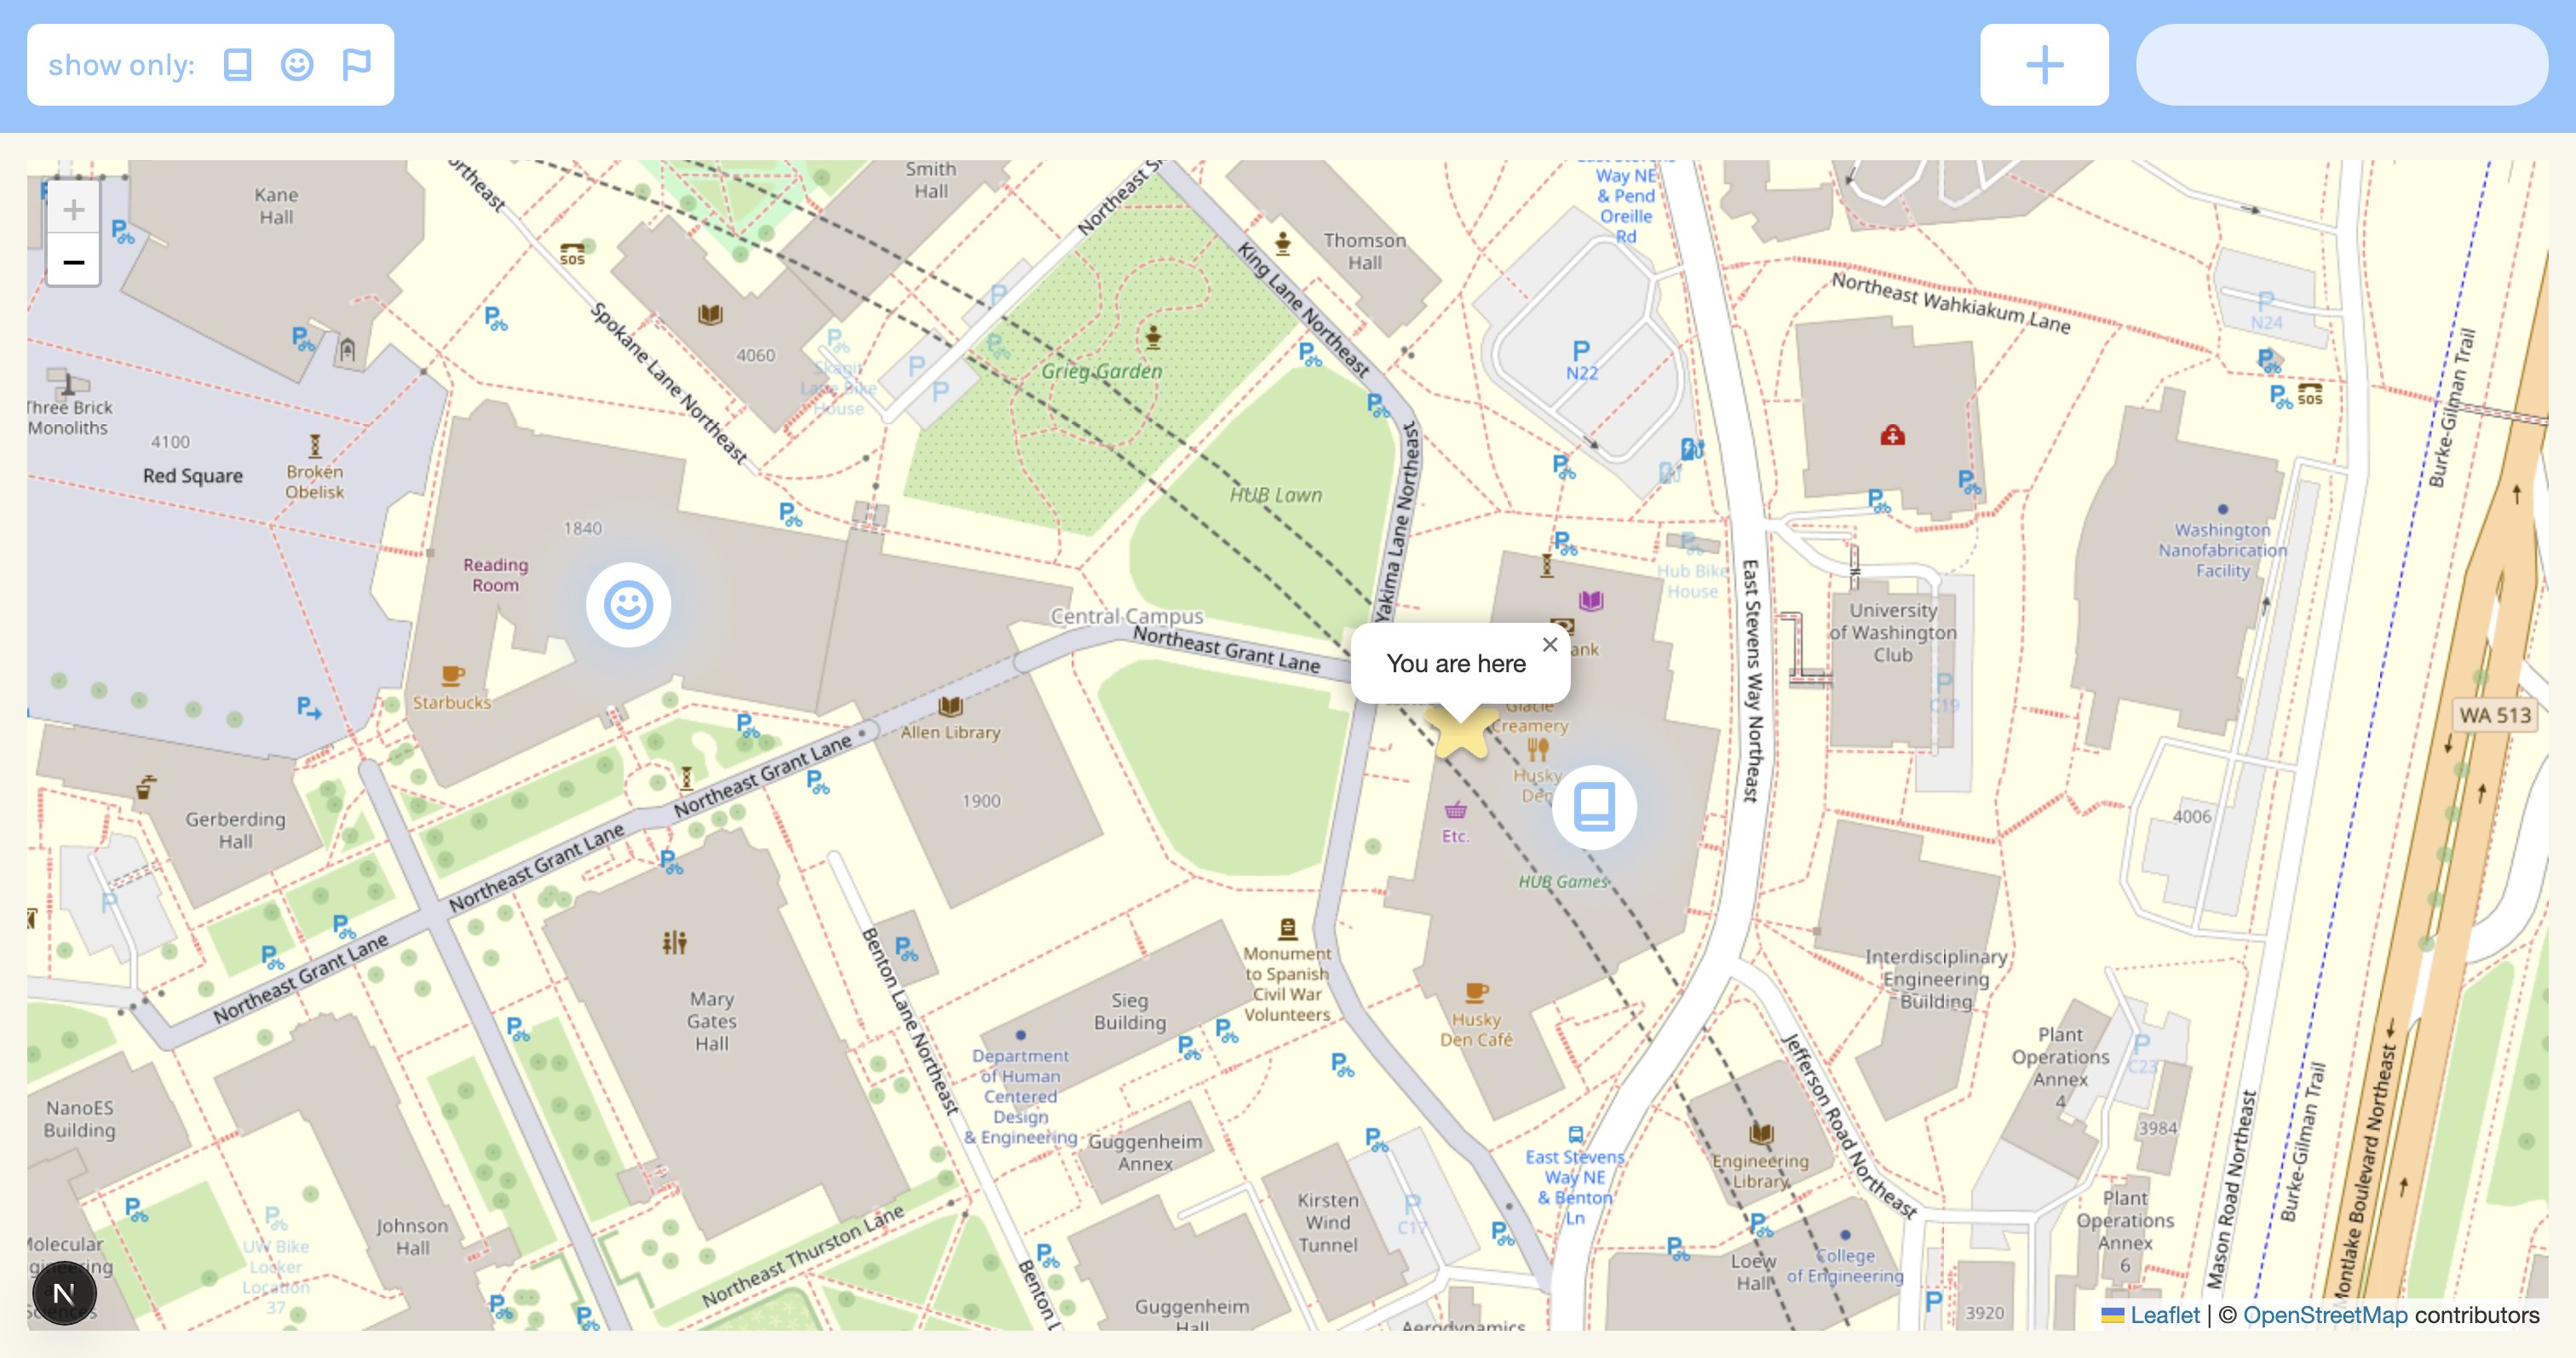 show only:
+
+
−
Kane
Hall
Smith
Hall
Northeast
SOS
Thomson
Hall
Way NE
& Pend
Oreille
Rd
King Lane Northeast
Northeast Wahkiakum Lane
P
N24
P
N22
Burke-Gilman Trail
Spokane Lane Northeast
4060
Skagit
Lane Bike
House
P
P
P
Grieg Garden
Three Brick
Monoliths
4100
Red Square
Broken
Obelisk
SOS
HUB Lawn
Yakima Lane Northeast
1840
Reading
Room
Starbucks
Central Campus
Northeast Grant Lane
Hub Bike
House
East Stevens Way Northeast
University
of Washington
Club
P
C19
Washington
Nanofabrication
Facility
WA 513
You are here
×
Creamery
Husky
Etc.
HUB Games
Allen Library
1900
Northeast Grant Lane
Northeast Grant Lane
Northeast Grant Lane
Gerberding
Hall
P
4006
Mary
Gates
Hall
Benton Lane Northeast
Sieg
Building
Monument
to Spanish
Civil War
Volunteers
Husky
Den Café
Interdisciplinary
Engineering
Building
Department
of Human
Centered
Design
& Engineering
Guggenheim
Annex
Jefferson Road Northeast
Plant
Operations
Annex
4
P
C23
3984
NanoES
Building
Johnson
Hall
UW Bike
Locker
Location
37
Northeast Thurston Lane
Kirsten
Wind
Tunnel
P
C17
East Stevens
Way NE
& Benton
Ln
Engineering
Library
Loew
Hall
College
of Engineering
Plant
Operations
Annex
6
Mason Road Northeast
Burke-Gilman Trail
Montlake Boulevard Northeast
Guggenheim
Hall
Aerodynamics
P
3920
N
Leaflet | © OpenStreetMap contributors